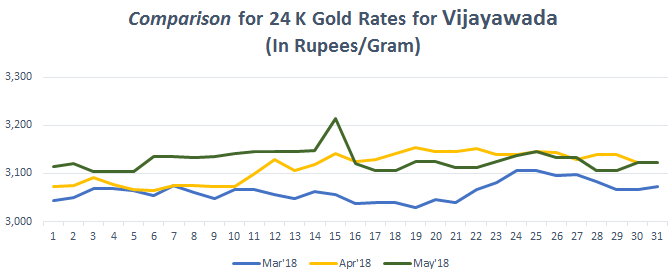 Comparison for 24 K Gold Rates for Vijayawada
(In Rupees/Gram)
3,300
3,200
3,100
3,000
1 2 3 4 5 6 7 8 9 10 11 12 13 14 15 16 17 18 19 20 21 22 23 24 25 26 27 28 29 30 31
Mar'18 Apr'18 May'18